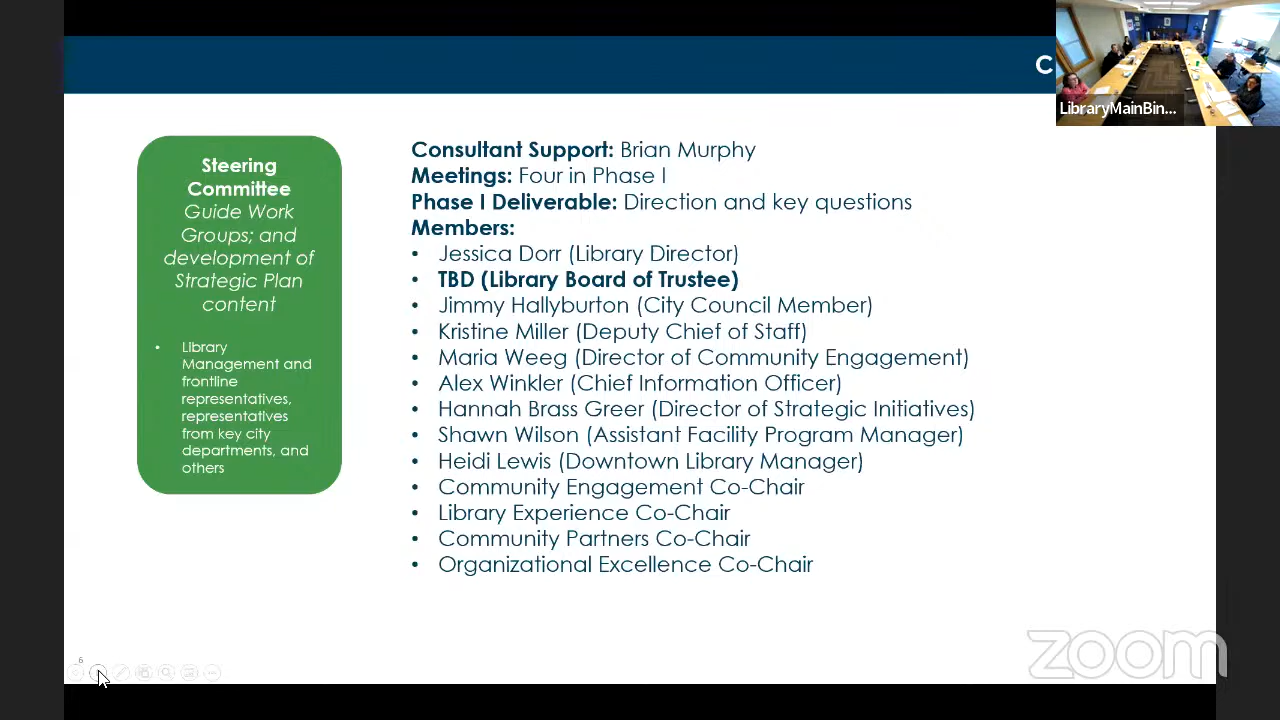 C
LibraryMainBin...
Steering
Committee
Guide Work
Groups; and
development of
Strategic Plan
content
• Library
Management and
frontline
representatives,
representatives
from key city
departments, and
others
Consultant Support: Brian Murphy
Meetings: Four in Phase I
Phase I Deliverable: Direction and key questions
Members:
• Jessica Dorr (Library Director)
• TBD (Library Board of Trustee)
• Jimmy Hallyburton (City Council Member)
• Kristine Miller (Deputy Chief of Staff)
• Maria Weeg (Director of Community Engagement)
• Alex Winkler (Chief Information Officer)
• Hannah Brass Greer (Director of Strategic Initiatives)
• Shawn Wilson (Assistant Facility Program Manager)
• Heidi Lewis (Downtown Library Manager)
• Community Engagement Co-Chair
• Library Experience Co-Chair
• Community Partners Co-Chair
• Organizational Excellence Co-Chair
6
zoom